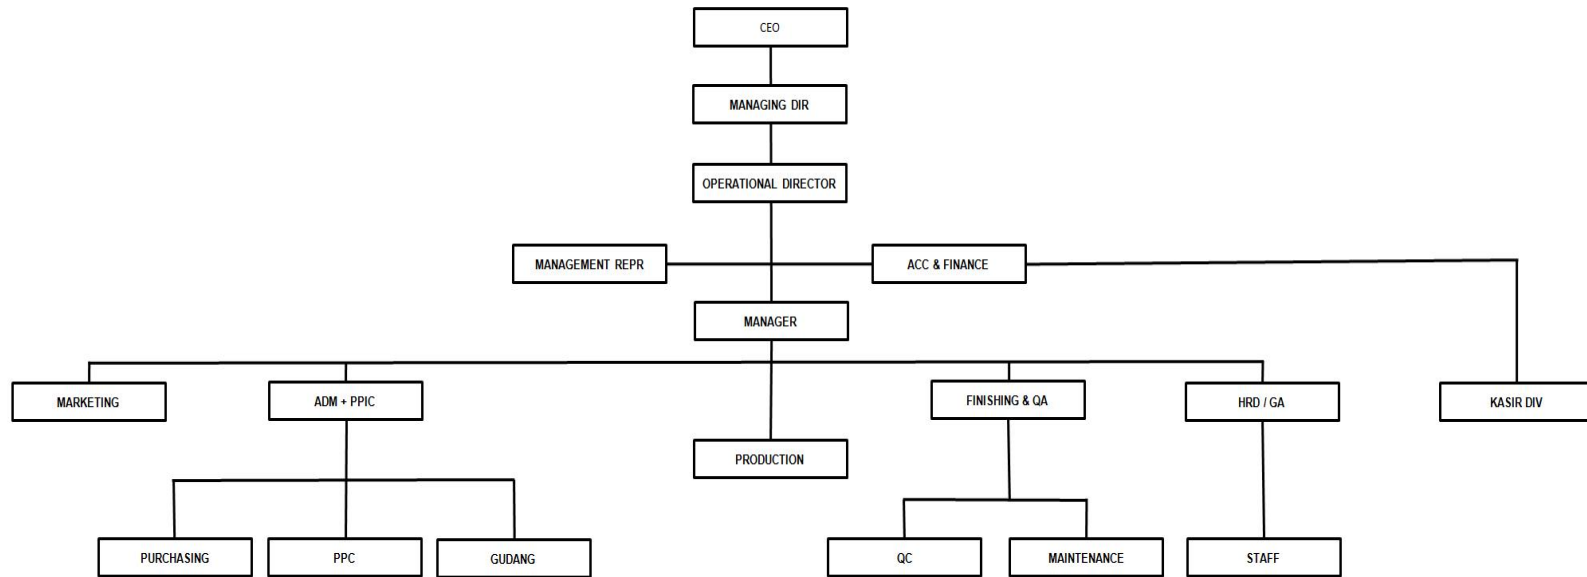 CEO
MANAGING DIR
OPERATIONAL DIRECTOR
MANAGEMENT REPR
ACC & FINANCE
MANAGER
MARKETING
ADM + PPIC
FINISHING & QA
HRD / GA
KASIR DIV
PRODUCTION
PURCHASING
PPC
GUDANG
QC
MAINTENANCE
STAFF